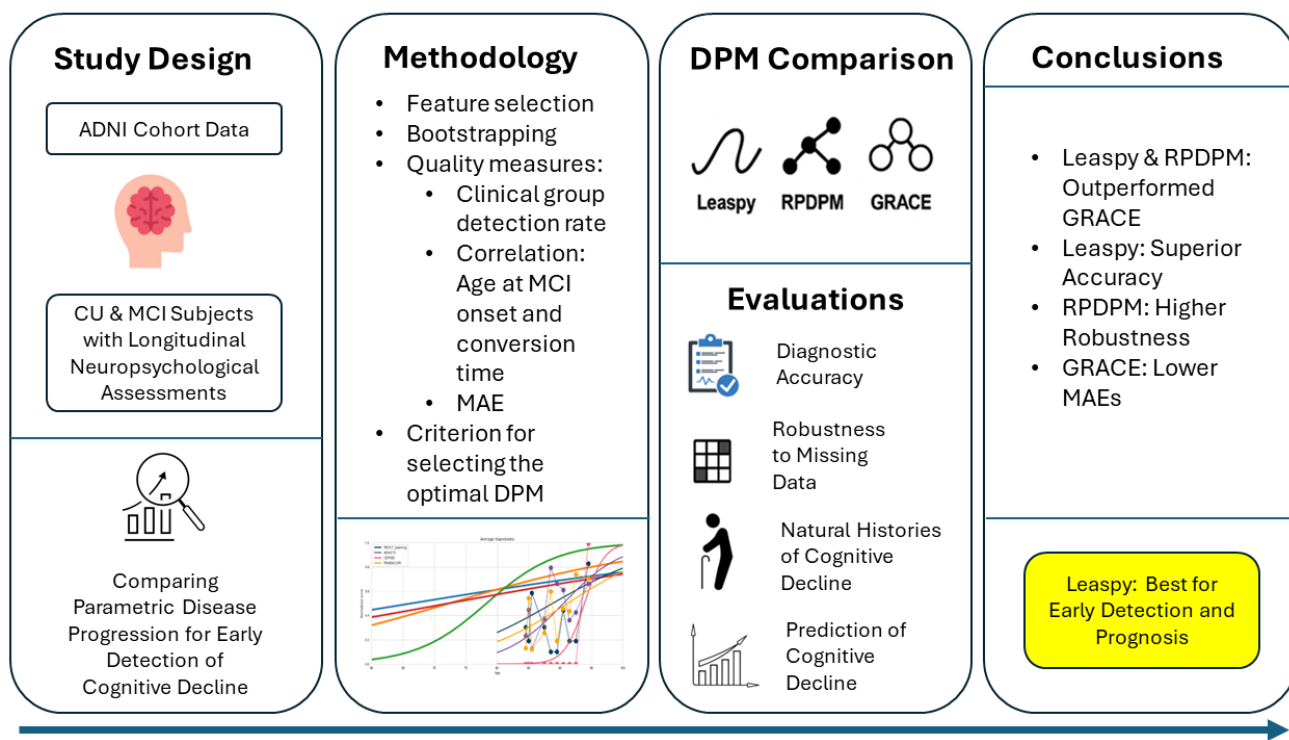 Study Design
ADNI Cohort Data
CU & MCI Subjects
with Longitudinal
Neuropsychological
Assessments
Comparing
Parametric Disease
Progression for Early
Detection of
Cognitive Decline
Methodology
• Feature selection
• Bootstrapping
• Quality measures:
• Clinical group
detection rate
• Correlation:
Age at MCI
onset and
conversion
time
• MAE
• Criterion for
selecting the
optimal DPM
Average trajectories
DPM Comparison
Leaspy RPDPM GRACE
Evaluations
Diagnostic
Accuracy
Robustness
to Missing
Data
Natural Histories
of Cognitive
Decline
Prediction of
Cognitive
Decline
Conclusions
• Leaspy & RPDPM:
Outperformed
GRACE
• Leaspy: Superior
Accuracy
• RPDPM: Higher
Robustness
• GRACE: Lower
MAEs
Leaspy: Best for
Early Detection and
Prognosis